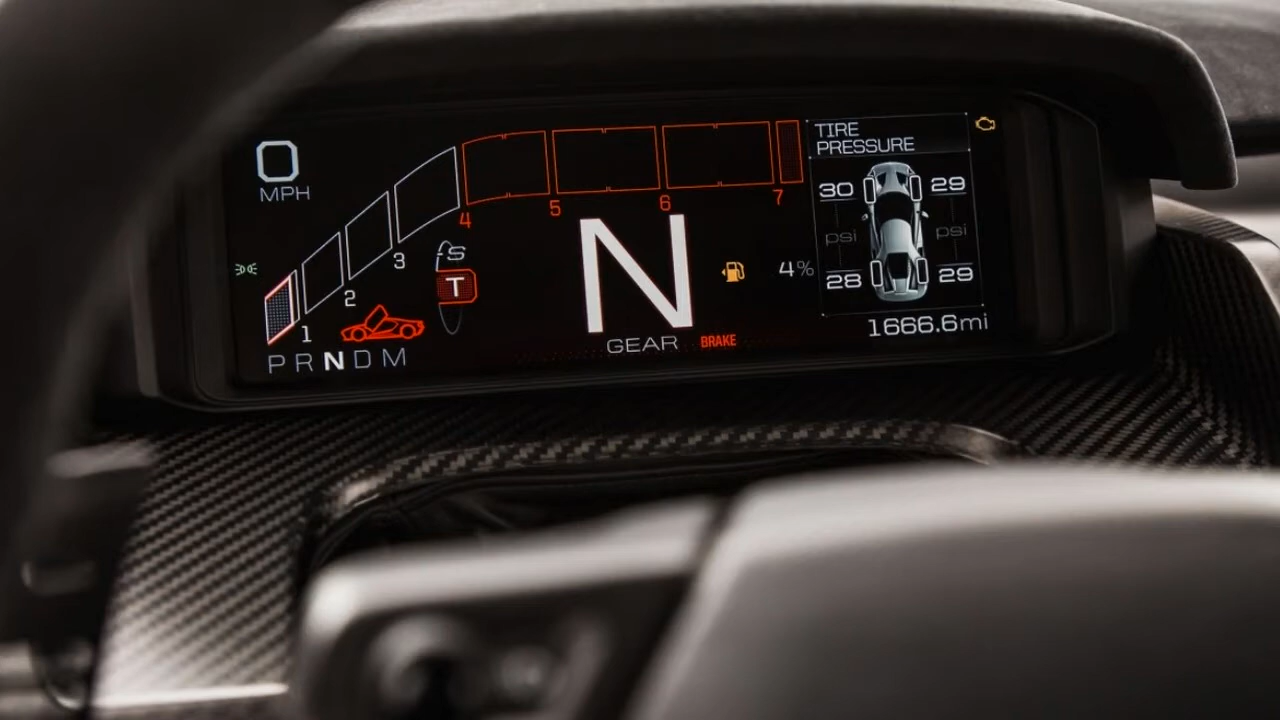 0
MPH
1
2
3
4
5
6
7
S
T
P R N D M
N
GEAR
BRAKE
4%
TIRE
PRESSURE
30 29
psi psi
28 29
1666.6mi